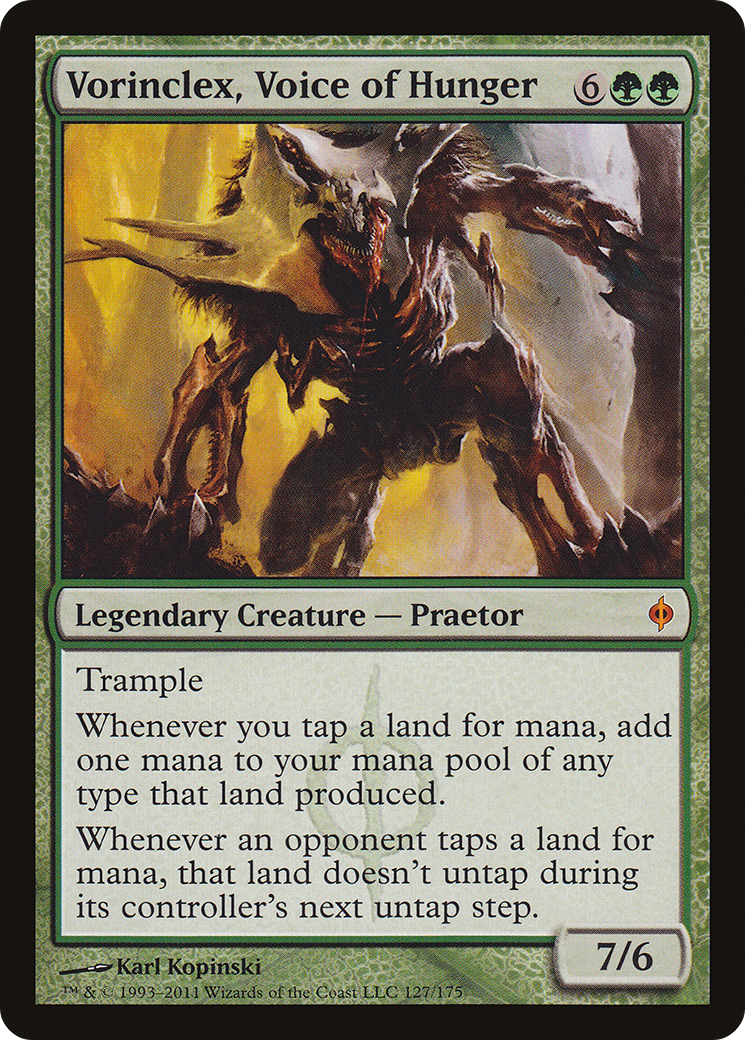 Vorinclex, Voice of Hunger 6
Legendary Creature — Praetor
Trample
Whenever you tap a land for mana, add
one mana to your mana pool of any
type that land produced.
Whenever an opponent taps a land for
mana, that land doesn't untap during
its controller's next untap step.
7/6
Karl Kopinski
™ & © 1993–2011 Wizards of the Coast LLC 127/175